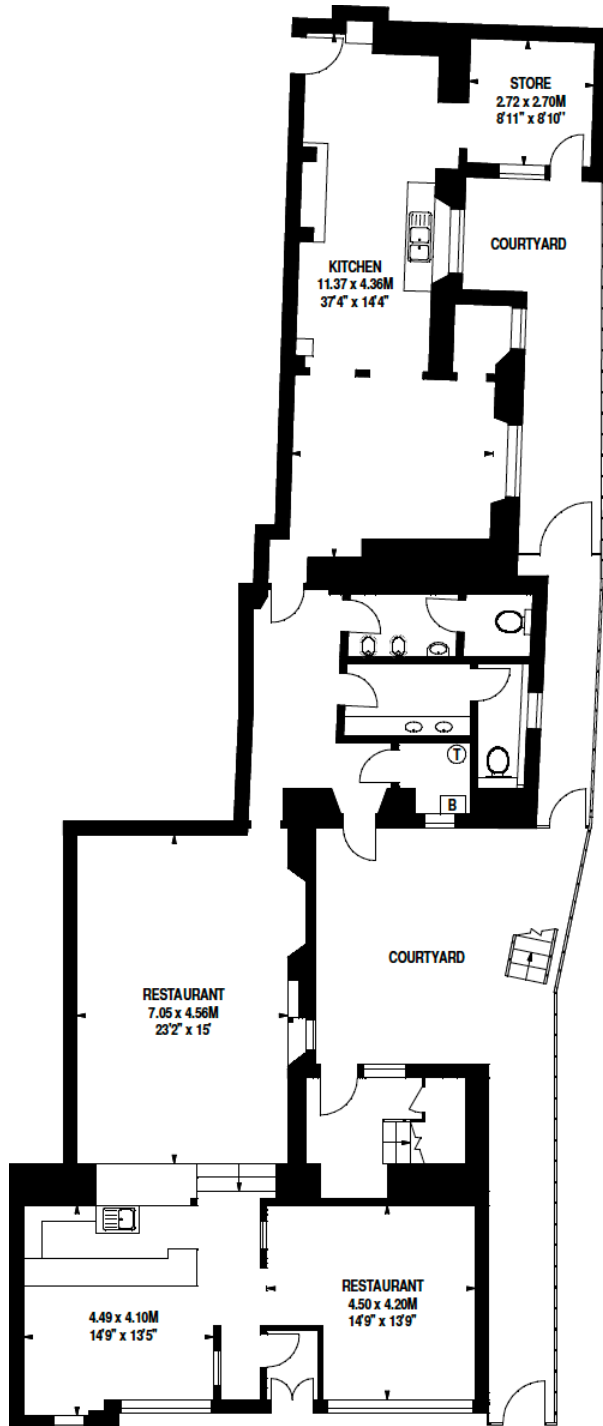 STORE
2.72 x 2.70M
8'11" x 8'10"
COURTYARD
KITCHEN
11.37 x 4.36M
37'4" x 14'4"
T
B
COURTYARD
RESTAURANT
7.05 x 4.56M
23'2" x 15'
RESTAURANT
4.50 x 4.20M
14'9" x 13'9"
4.49 x 4.10M
14'9" x 13'5"